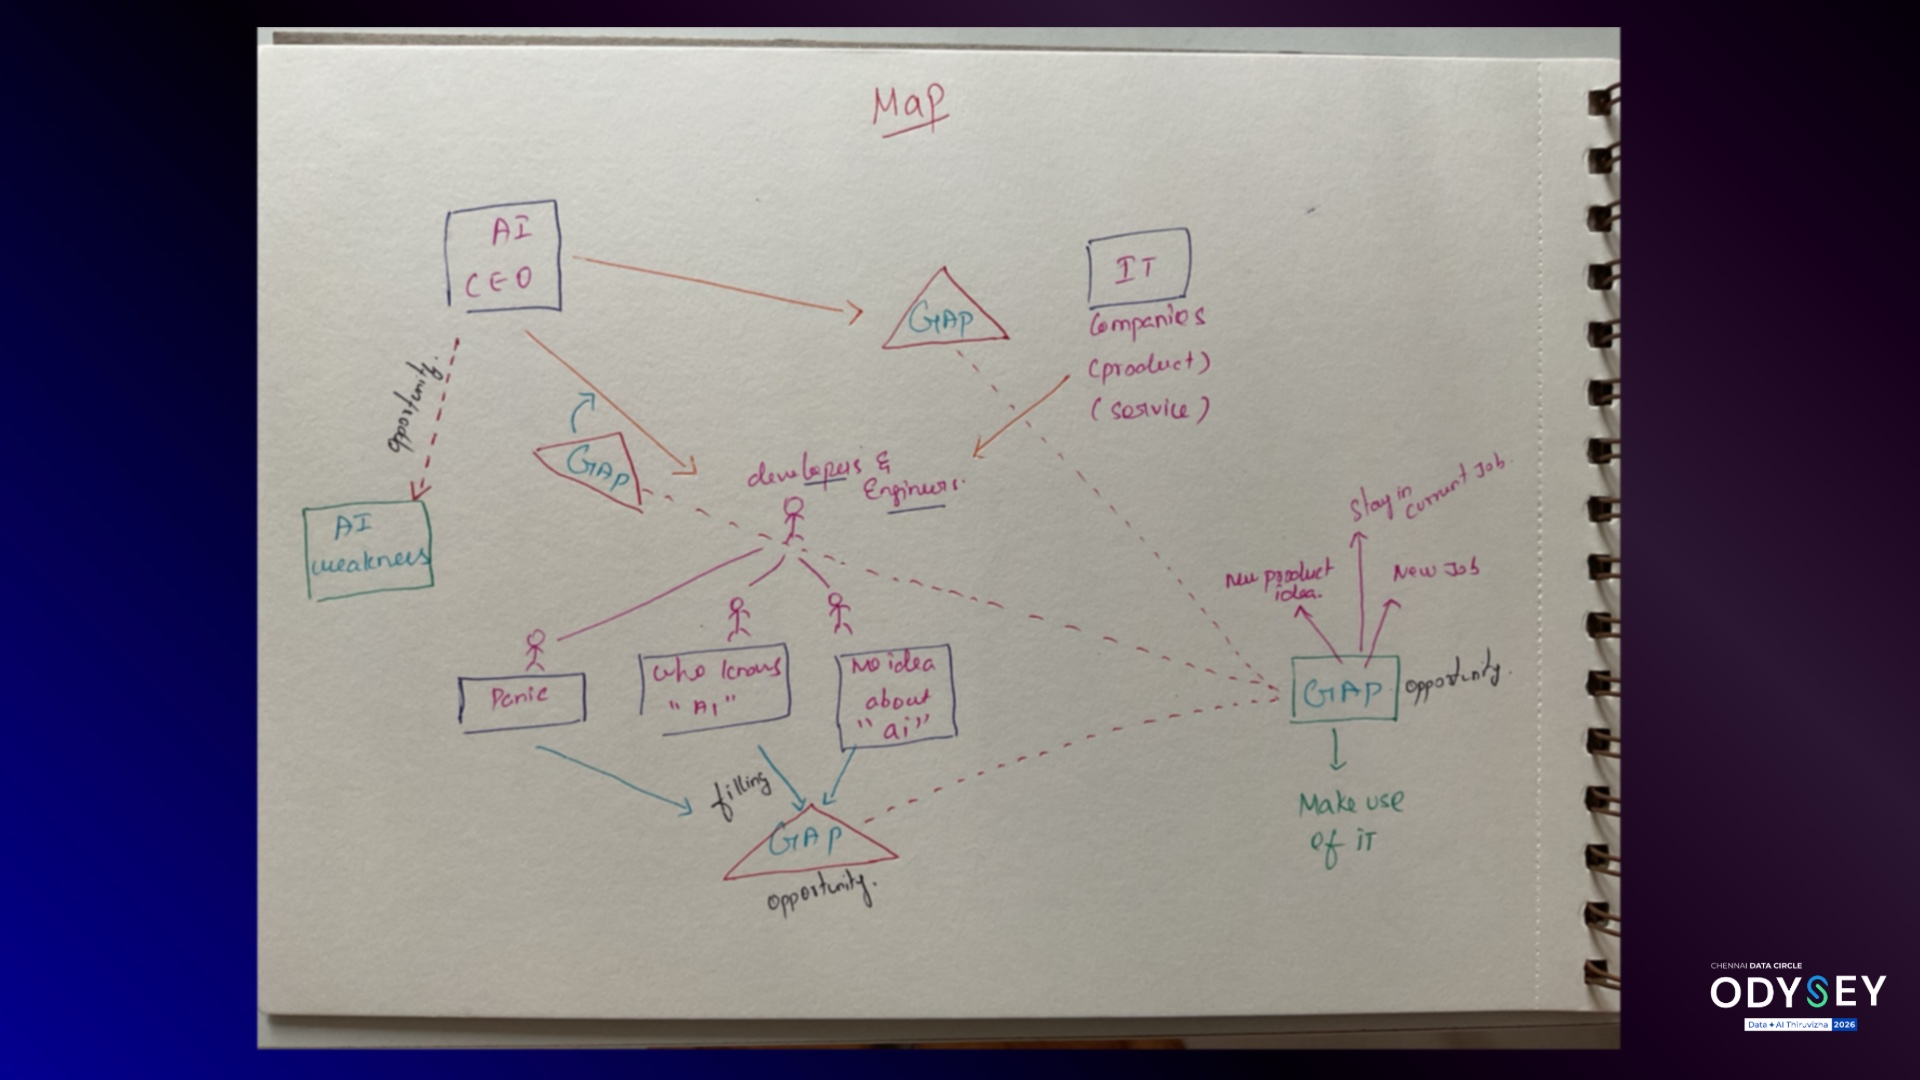 Map
AI
CEO
GAP
IT
Companies
(product)
(service)
opportunity.
GAP
developers &
Engineers.
AI
weakness
Stay in
current Job.
New product
idea.
New Job
Panic
who knows
"AI"
No idea
about
"ai"
GAP
opportunity.
filling
GAP
opportunity.
Make use
of it
CHENNAI DATA CIRCLE
ODYSSEY
Data + AI Thiruvizha 2026